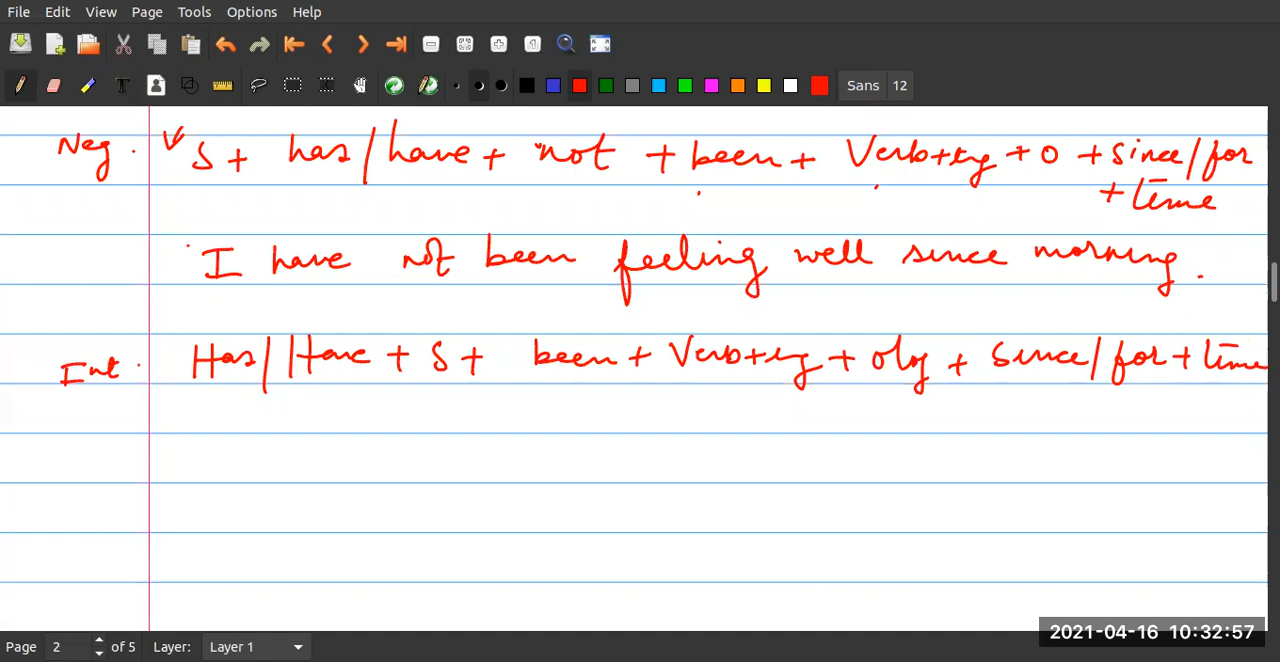 File Edit View Page Tools Options Help
Sans 12
Neg. S + has/have + not + been + Verb+ing + O + since/for
+ time
I have not been feeling well since morning.
Int. Has/Have + S + been + Verb+ing + obj + Since/for + time
2021-04-16 10:32:57
Page 2 of 5 Layer: Layer 1